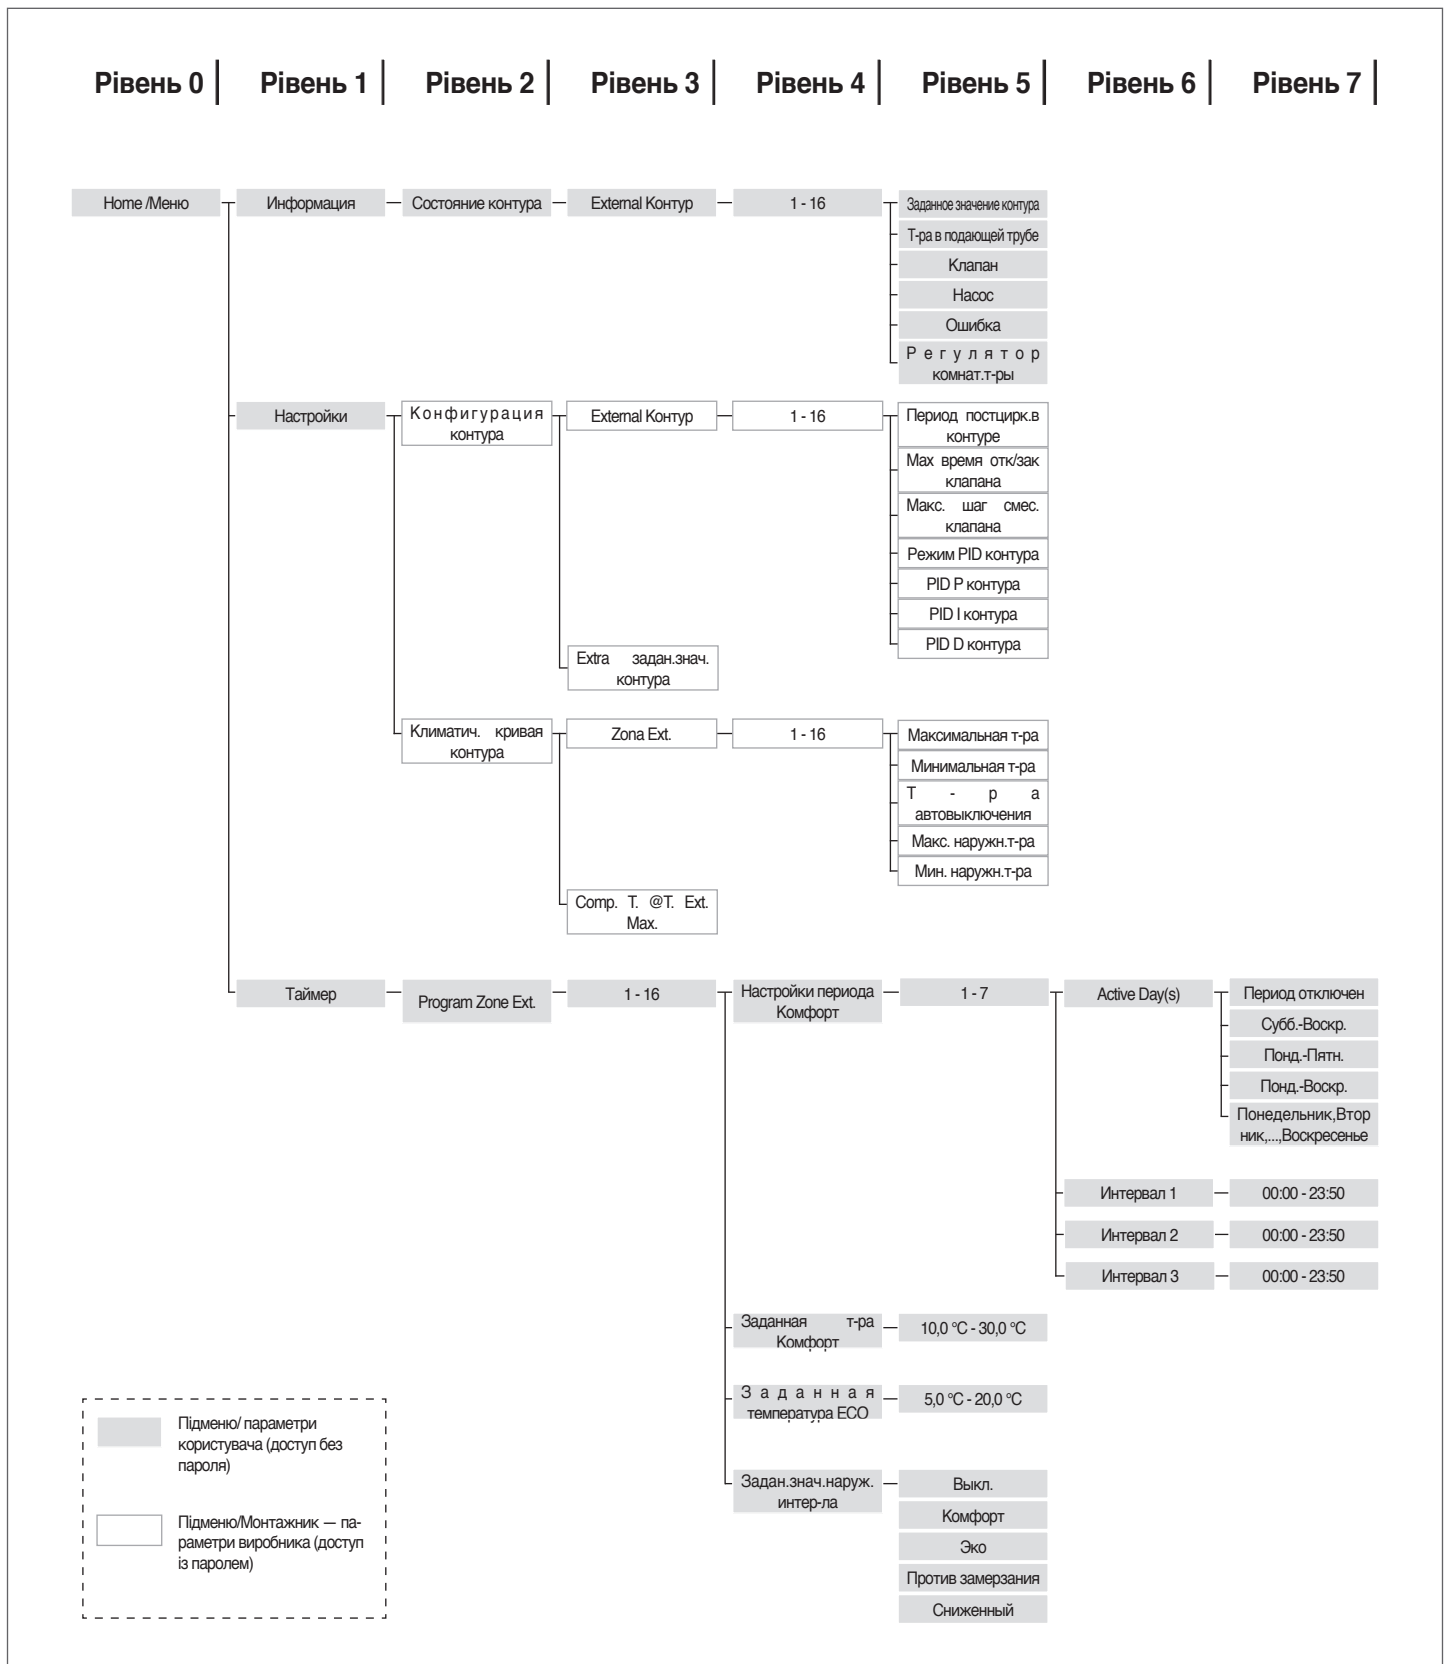 Рівень 0
Рівень 1
Рівень 2
Рівень 3
Рівень 4
Рівень 5
Рівень 6
Рівень 7
Home /Меню
Информация
Состояние контура
External Контур
1 - 16
Заданное значение контура
Т-ра в подающей трубе
Клапан
Насос
Ошибка
Регулятор
комнат.т-ры
Настройки
Конфигурация
контура
External Контур
1 - 16
Период постцирк.в
контуре
Мах время отк/зак
клапана
Макс. шаг смес.
клапана
Режим PID контура
PID P контура
PID I контура
PID D контура
Extra задан.знач.
контура
Климатич. кривая
контура
Zona Ext.
1 - 16
Максимальная т-ра
Минимальная т-ра
Т - р а
автовыключения
Макс. наружн.т-ра
Мин. наружн.т-ра
Comp. T. @T. Ext.
Max.
Таймер
Program Zone Ext.
1 - 16
Настройки периода
Комфорт
1 - 7
Active Day(s)
Период отключен
Субб.-Воскр.
Понд.-Пятн.
Понд.-Воскр.
Понедельник,Втор
ник,...,Воскресенье
Интервал 1
00:00 - 23:50
Интервал 2
00:00 - 23:50
Интервал 3
00:00 - 23:50
Заданная т-ра
Комфорт
10,0 °C - 30,0 °C
Заданная
температура ECO
5,0 °C - 20,0 °C
Задан.знач.наруж.
интер-ла
Выкл.
Комфорт
Эко
Против замерзания
Сниженный
Підменю/ параметри
користувача (доступ без
пароля)
Підменю/Монтажник — па-
раметри виробника (доступ
із паролем)